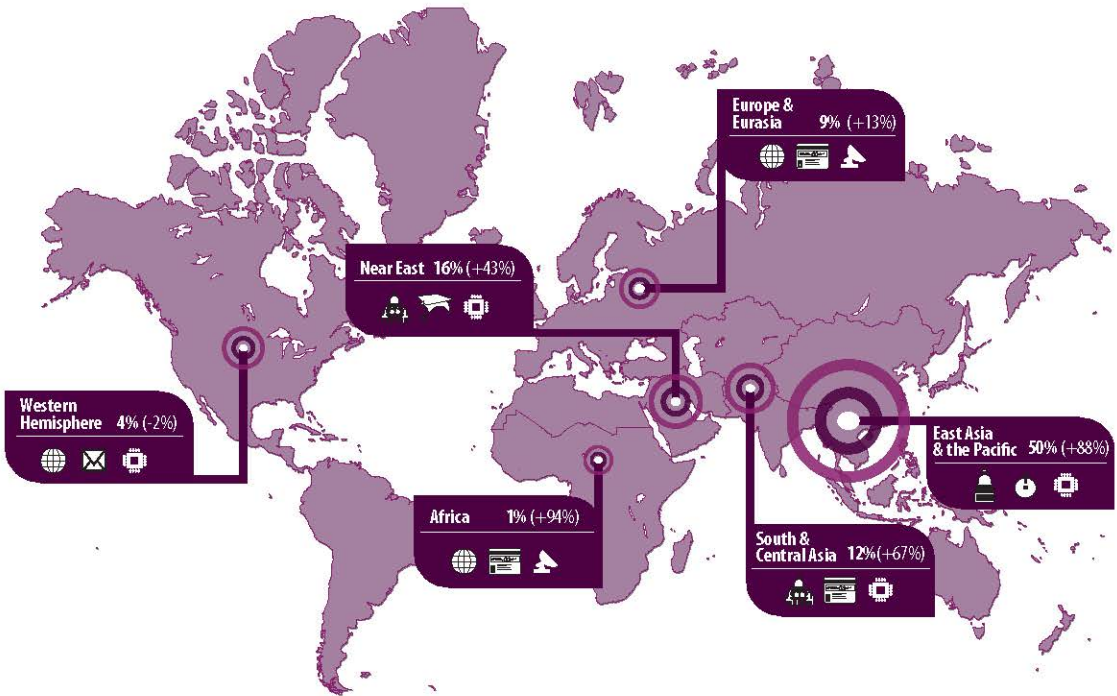 Europe &
Eurasia 9% (+13%)
Near East 16% (+43%)
Western
Hemisphere 4% (-2%)
East Asia
& the Pacific 50% (+88%)
Africa 1% (+94%)
South &
Central Asia 12% (+67%)